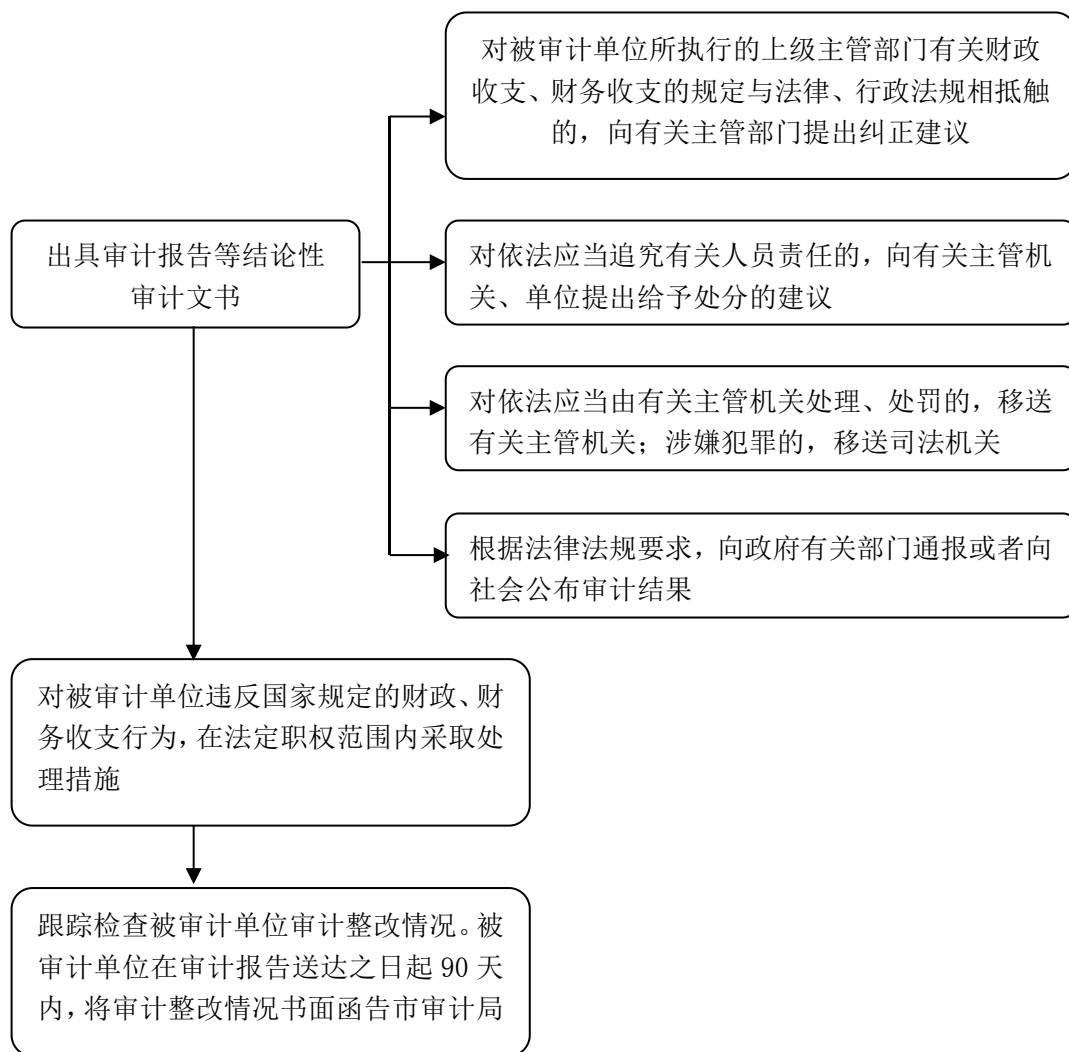 对被审计单位所执行的上级主管部门有关财政
收支、财务收支的规定与法律、行政法规相抵触
的，向有关主管部门提出纠正建议
出具审计报告等结论性
审计文书
对依法应当追究有关人员责任的，向有关主管机
关、单位提出给予处分的建议
对依法应当由有关主管机关处理、处罚的，移送
有关主管机关；涉嫌犯罪的，移送司法机关
根据法律法规要求，向政府有关部门通报或者向
社会公布审计结果
对被审计单位违反国家规定的财政、财
务收支行为，在法定职权范围内采取处
理措施
跟踪检查被审计单位审计整改情况。被
审计单位在审计报告送达之日起 90 天
内，将审计整改情况书面函告市审计局